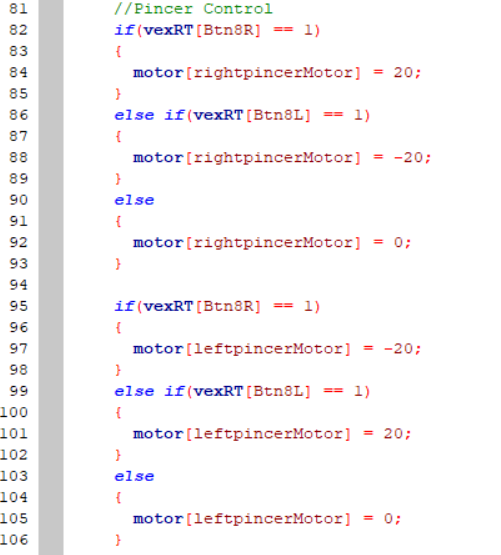 81 //Pincer Control
82 if(vexRT[Btn8R] == 1)
83 {
84 motor[rightpincerMotor] = 20;
85 }
86 else if(vexRT[Btn8L] == 1)
87 {
88 motor[rightpincerMotor] = -20;
89 }
90 else
91 {
92 motor[rightpincerMotor] = 0;
93 }
94
95 if(vexRT[Btn8R] == 1)
96 {
97 motor[leftpincerMotor] = -20;
98 }
99 else if(vexRT[Btn8L] == 1)
100 {
101 motor[leftpincerMotor] = 20;
102 }
103 else
104 {
105 motor[leftpincerMotor] = 0;
106 }